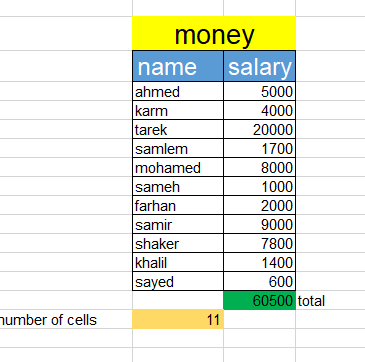 money
name salary
ahmed 5000
karm 4000
tarek 20000
samlem 1700
mohamed 8000
sameh 1000
farhan 2000
samir 9000
shaker 7800
khalil 1400
sayed 600
60500 total
number of cells 11